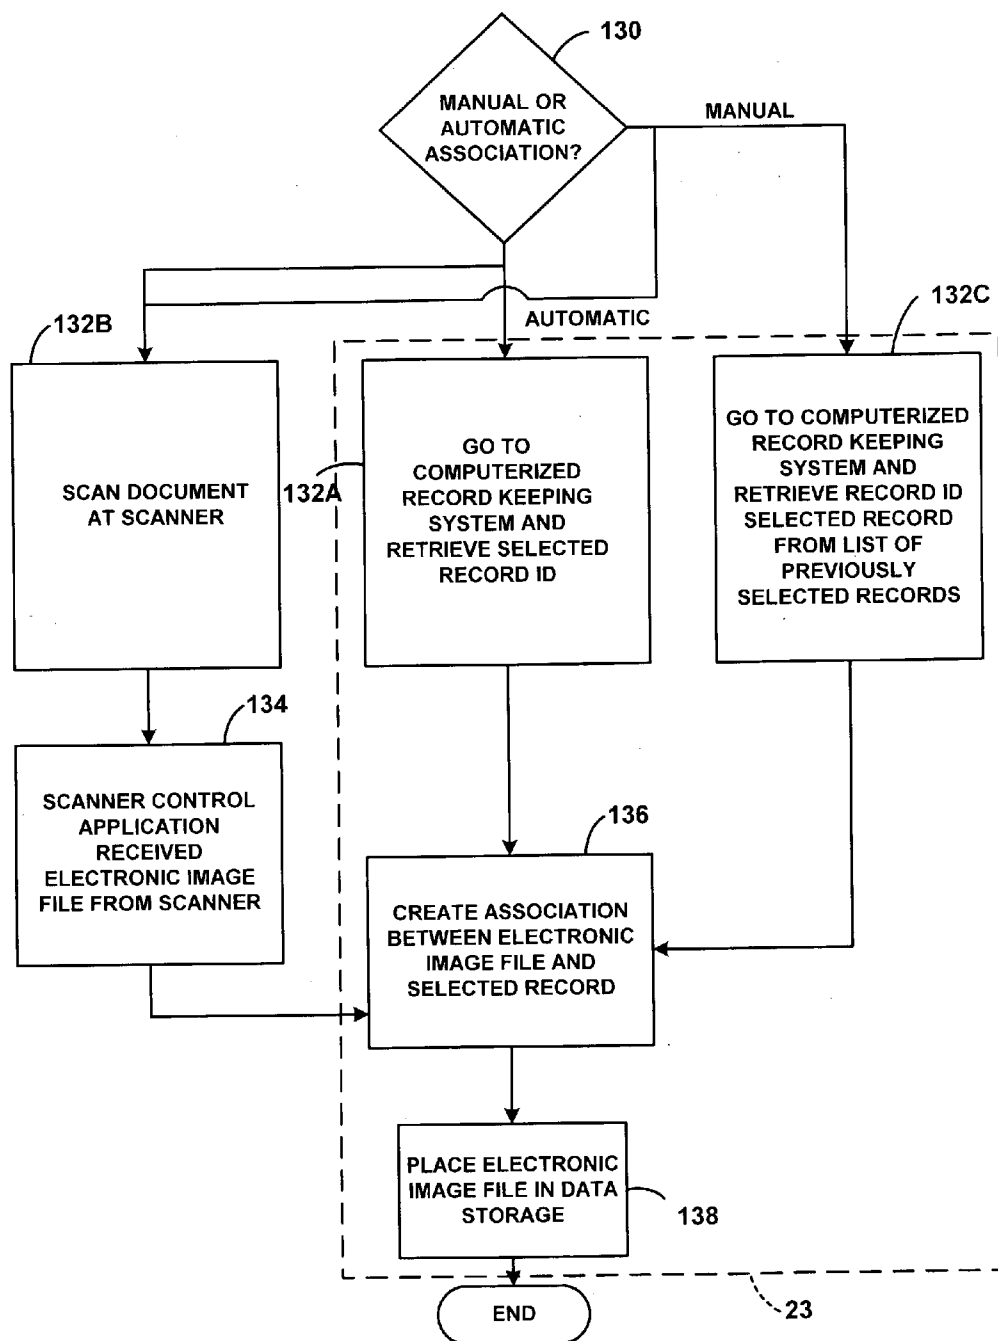 130
MANUAL OR
AUTOMATIC
ASSOCIATION?
MANUAL
AUTOMATIC
132B
132C
SCAN DOCUMENT
AT SCANNER
132A
GO TO
COMPUTERIZED
RECORD KEEPING
SYSTEM AND
RETRIEVE SELECTED
RECORD ID
GO TO COMPUTERIZED
RECORD KEEPING
SYSTEM AND
RETRIEVE RECORD ID
SELECTED RECORD
FROM LIST OF
PREVIOUSLY
SELECTED RECORDS
134
SCANNER CONTROL
APPLICATION
RECEIVED
ELECTRONIC IMAGE
FILE FROM SCANNER
136
CREATE ASSOCIATION
BETWEEN ELECTRONIC
IMAGE FILE AND
SELECTED RECORD
PLACE ELECTRONIC
IMAGE FILE IN DATA
STORAGE
138
END
23